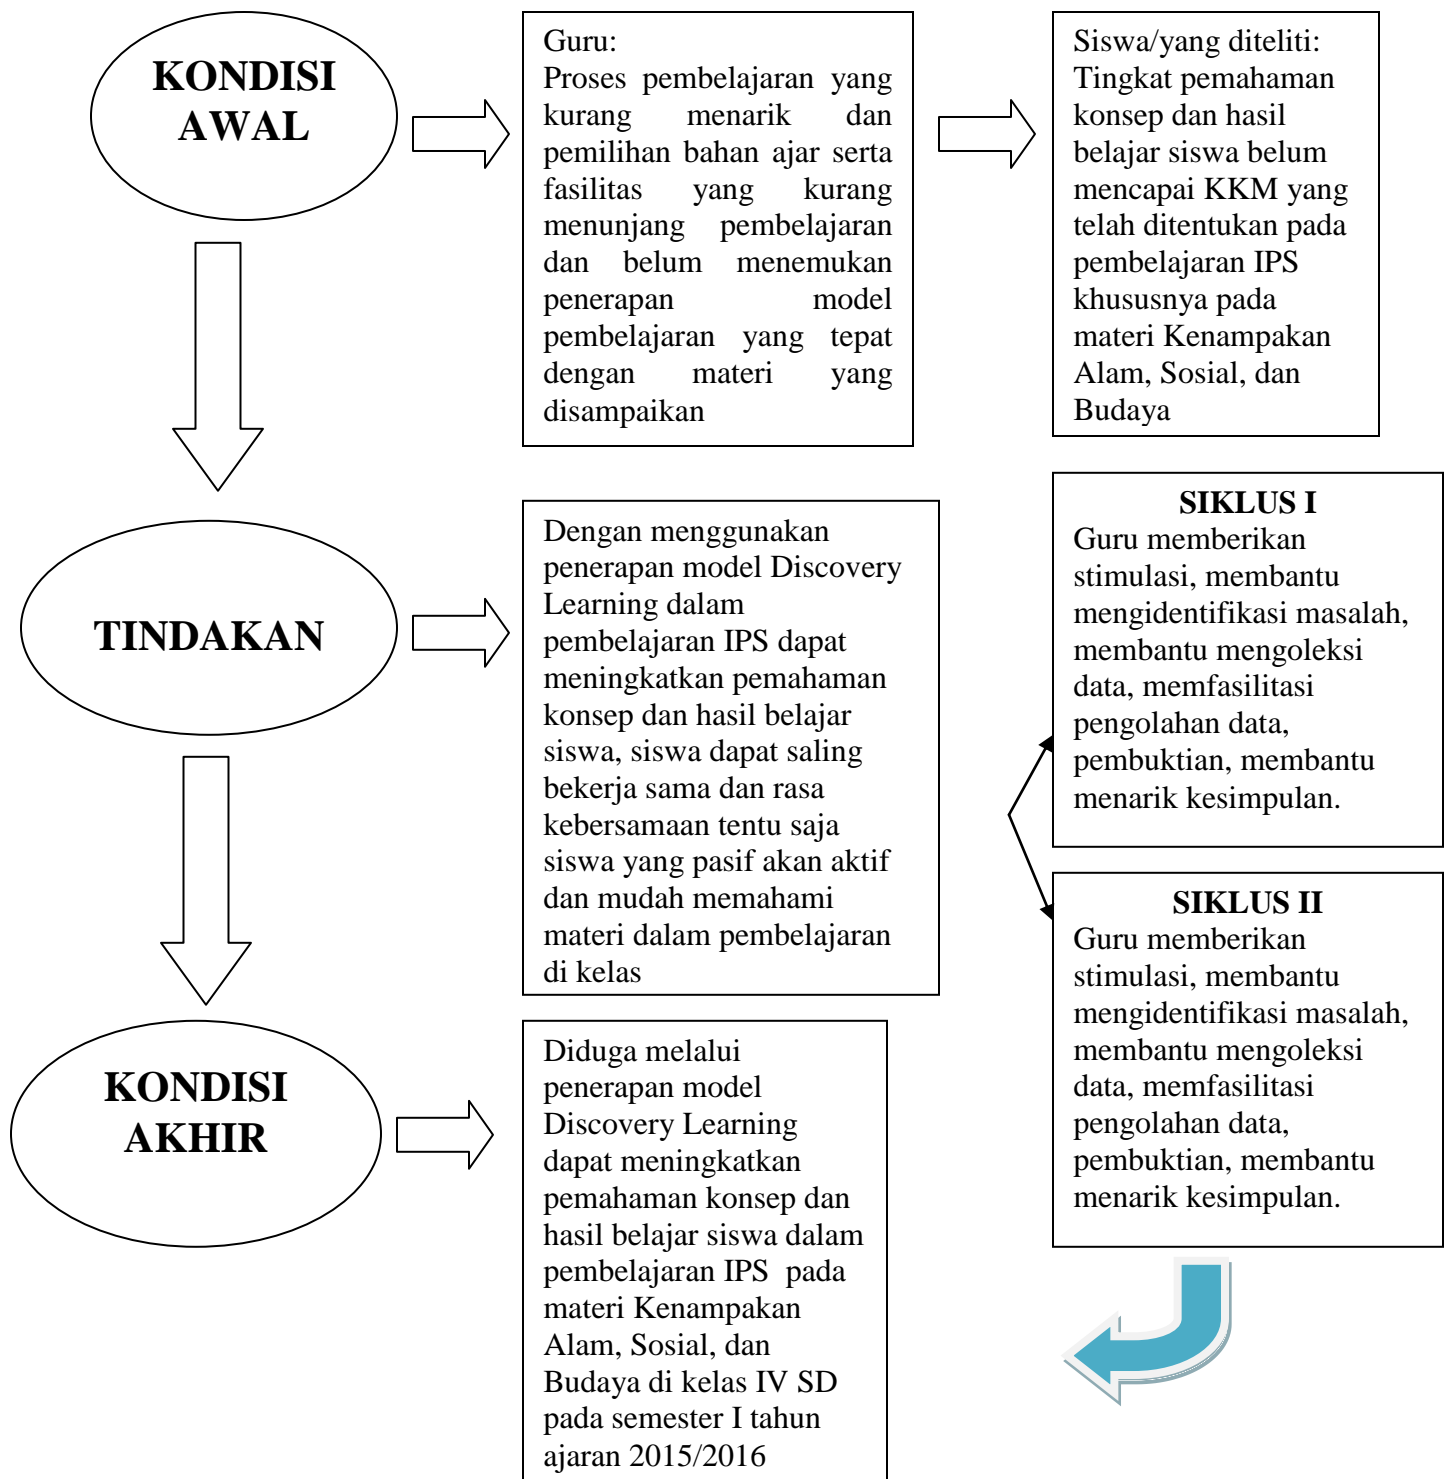 KONDISI
AWAL
Guru:
Proses pembelajaran yang
kurang menarik dan
pemilihan bahan ajar serta
fasilitas yang kurang
menunjang pembelajaran
dan belum menemukan
penerapan model
pembelajaran yang tepat
dengan materi yang
disampaikan
Siswa/yang diteliti:
Tingkat pemahaman
konsep dan hasil
belajar siswa belum
mencapai KKM yang
telah ditentukan pada
pembelajaran IPS
khususnya pada
materi Kenampakan
Alam, Sosial, dan
Budaya
TINDAKAN
Dengan menggunakan
penerapan model Discovery
Learning dalam
pembelajaran IPS dapat
meningkatkan pemahaman
konsep dan hasil belajar
siswa, siswa dapat saling
bekerja sama dan rasa
kebersamaan tentu saja
siswa yang pasif akan aktif
dan mudah memahami
materi dalam pembelajaran
di kelas
SIKLUS I
Guru memberikan
stimulasi, membantu
mengidentifikasi masalah,
membantu mengoleksi
data, memfasilitasi
pengolahan data,
pembuktian, membantu
menarik kesimpulan.
SIKLUS II
Guru memberikan
stimulasi, membantu
mengidentifikasi masalah,
membantu mengoleksi
data, memfasilitasi
pengolahan data,
pembuktian, membantu
menarik kesimpulan.
KONDISI
AKHIR
Diduga melalui
penerapan model
Discovery Learning
dapat meningkatkan
pemahaman konsep dan
hasil belajar siswa dalam
pembelajaran IPS pada
materi Kenampakan
Alam, Sosial, dan
Budaya di kelas IV SD
pada semester I tahun
ajaran 2015/2016